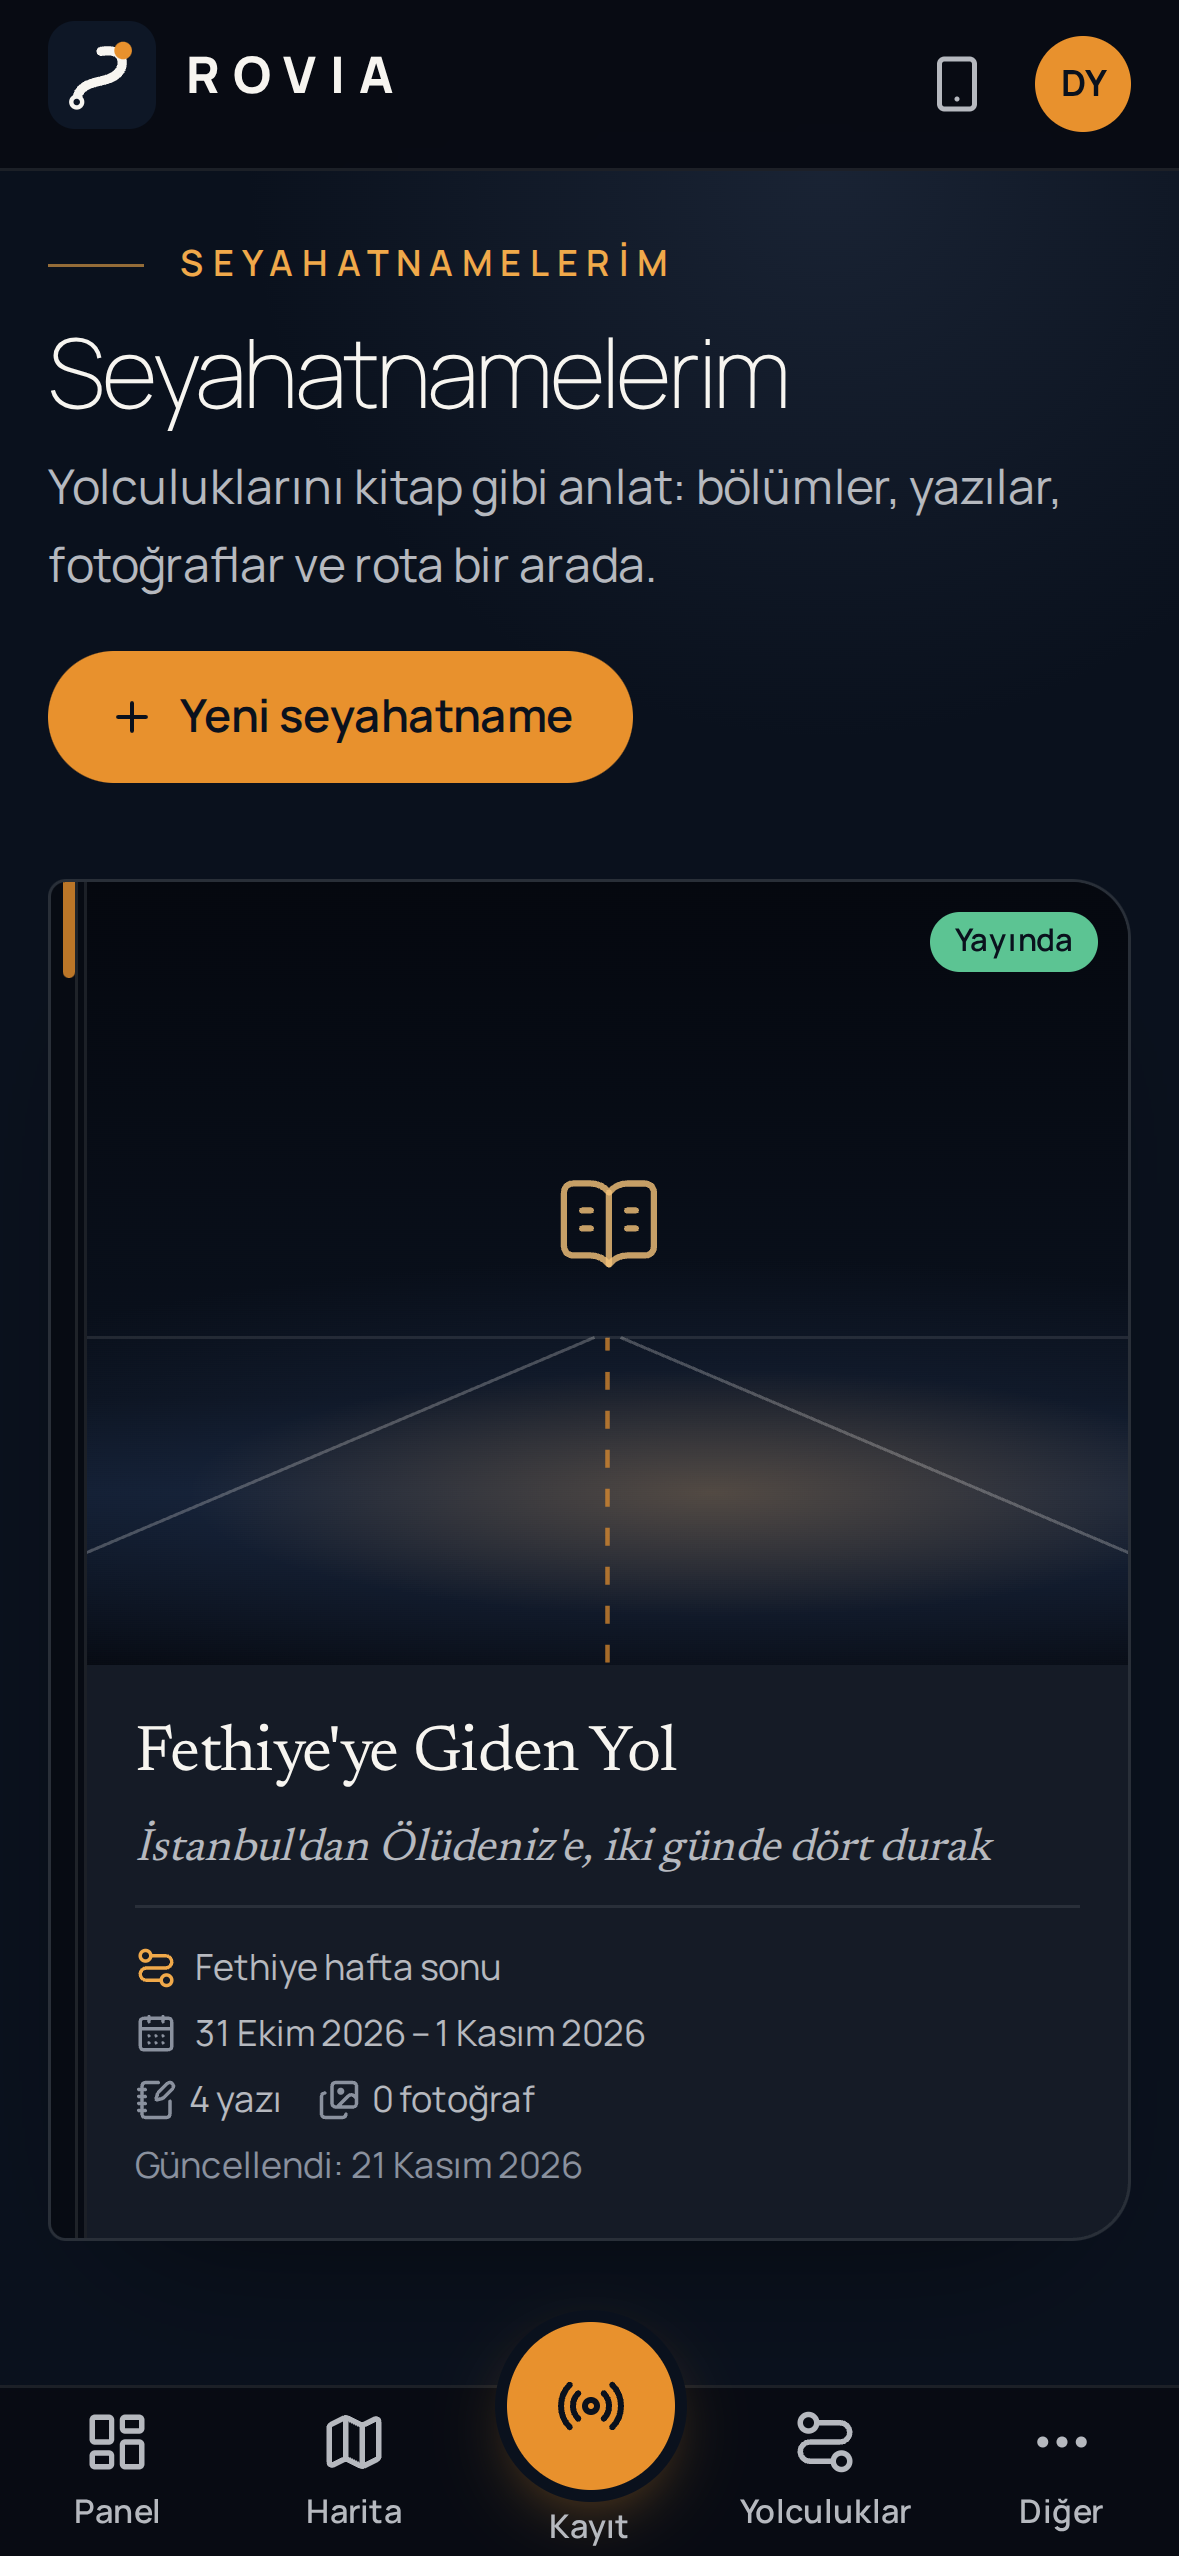 ROVIA
DY
SEYAHATNAMELERİM
Seyahatnamelerim
Yolculuklarını kitap gibi anlat: bölümler, yazılar,
fotoğraflar ve rota bir arada.
+ Yeni seyahatname
Yayında
Fethiye'ye Giden Yol
İstanbul'dan Ölüdeniz'e, iki günde dört durak
Fethiye hafta sonu
31 Ekim 2026 – 1 Kasım 2026
4 yazı 0 fotoğraf
Güncellendi: 21 Kasım 2026
Panel
Harita
Kayıt
Yolculuklar
Diğer